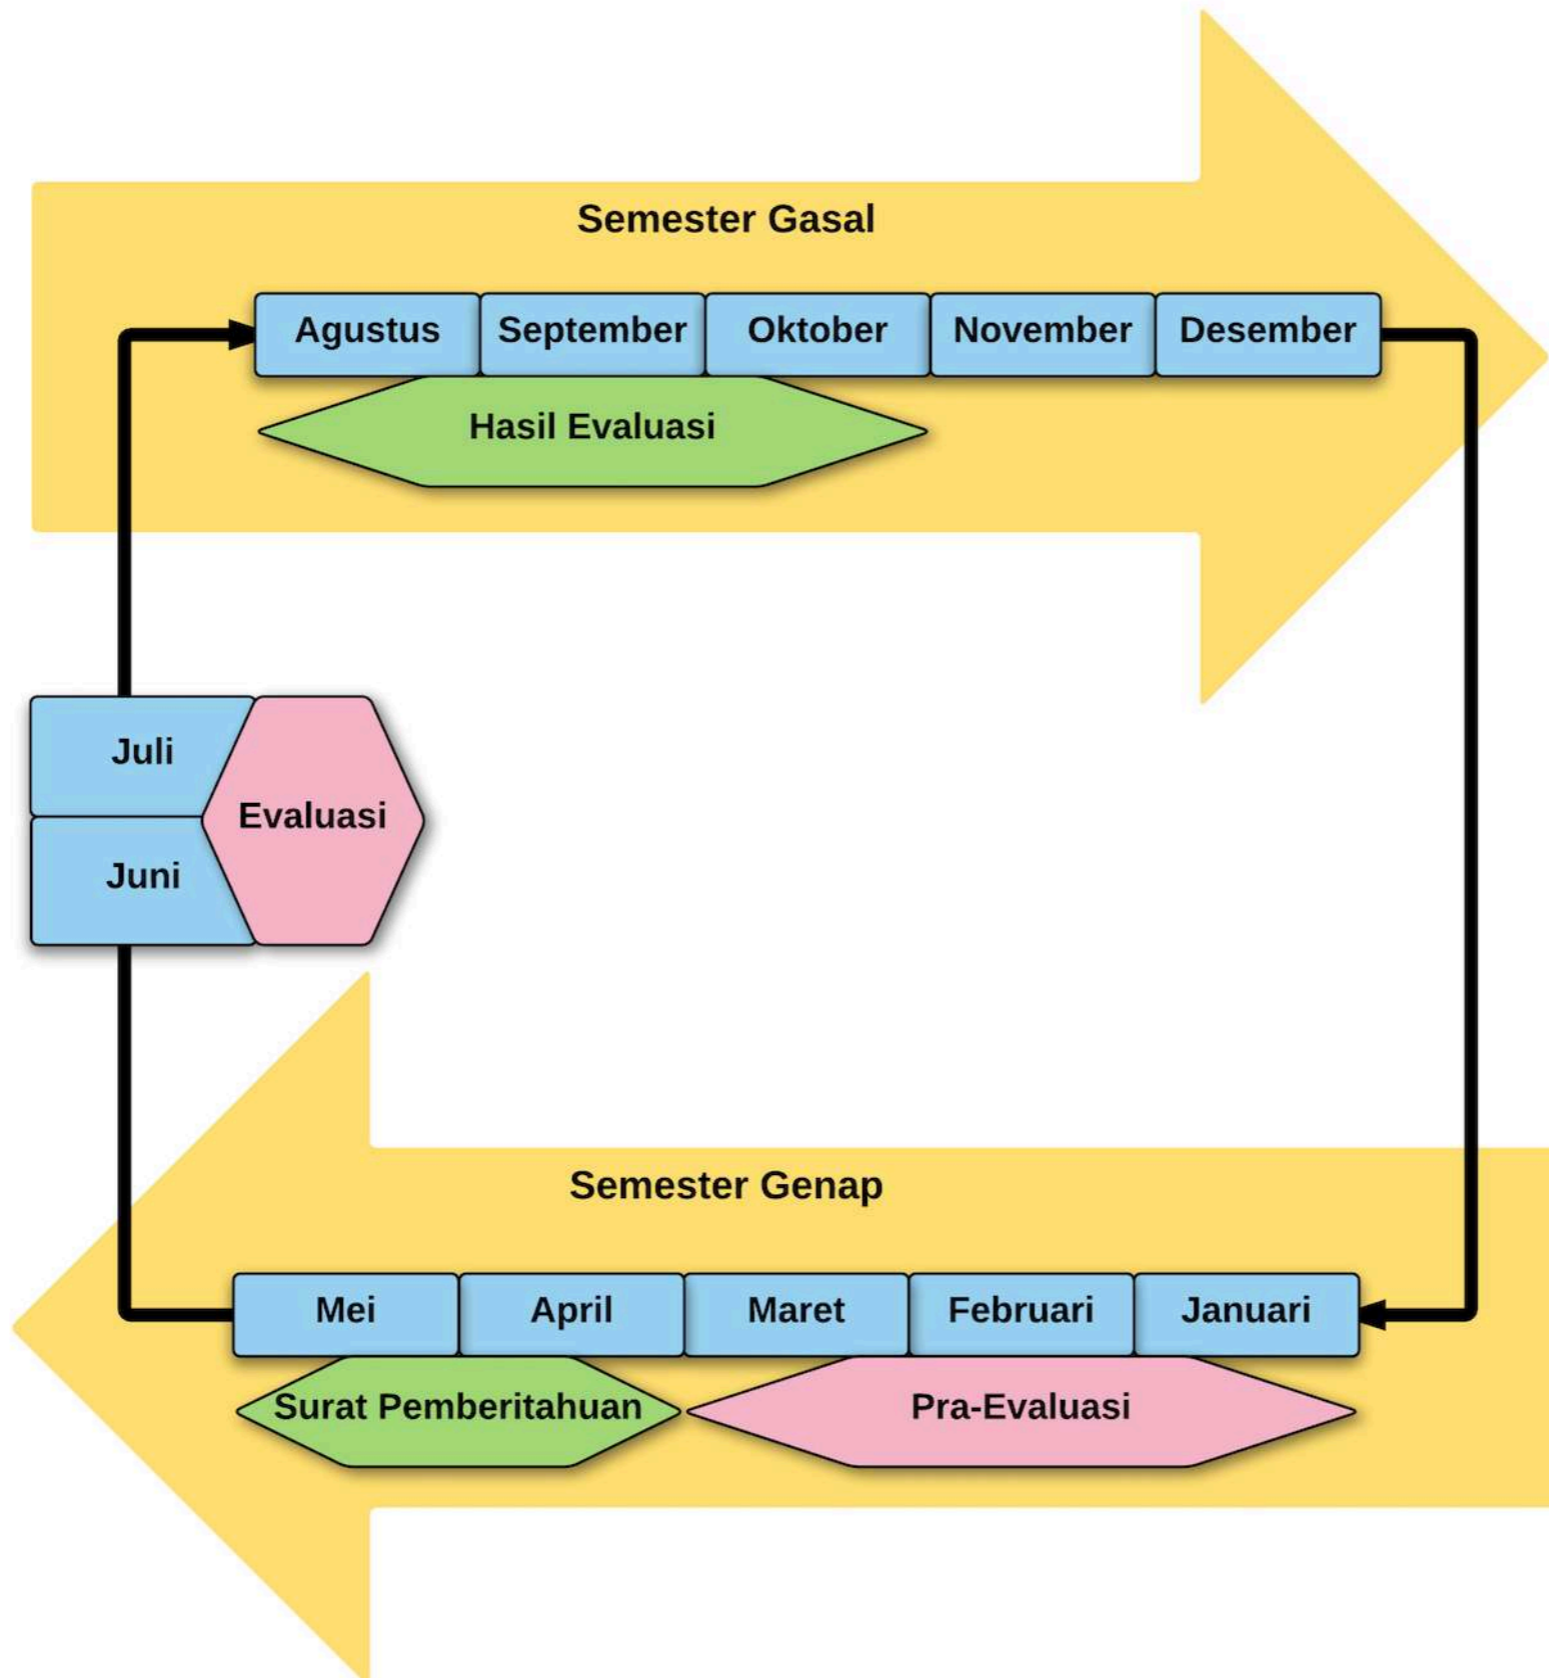 Semester Gasal
Agustus September Oktober November Desember
Hasil Evaluasi
Juli
Evaluasi
Juni
Semester Genap
Mei April Maret Februari Januari
Surat Pemberitahuan Pra-Evaluasi